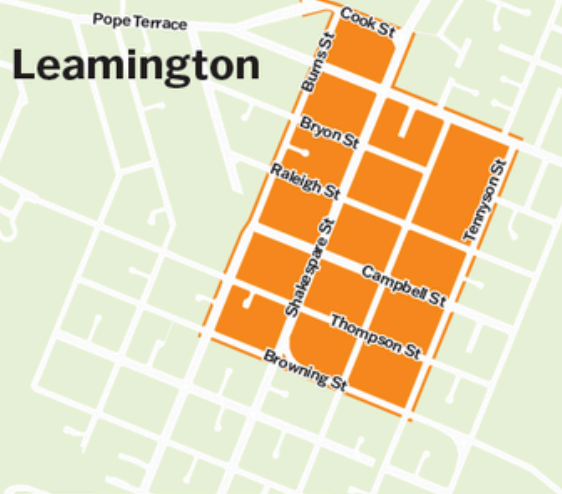 Pope Terrace
Cook St
Leamington
Burns St
Bryon St
Raleigh St
Tennyson St
Shakespare St
Campbell St
Thompson St
Browning St